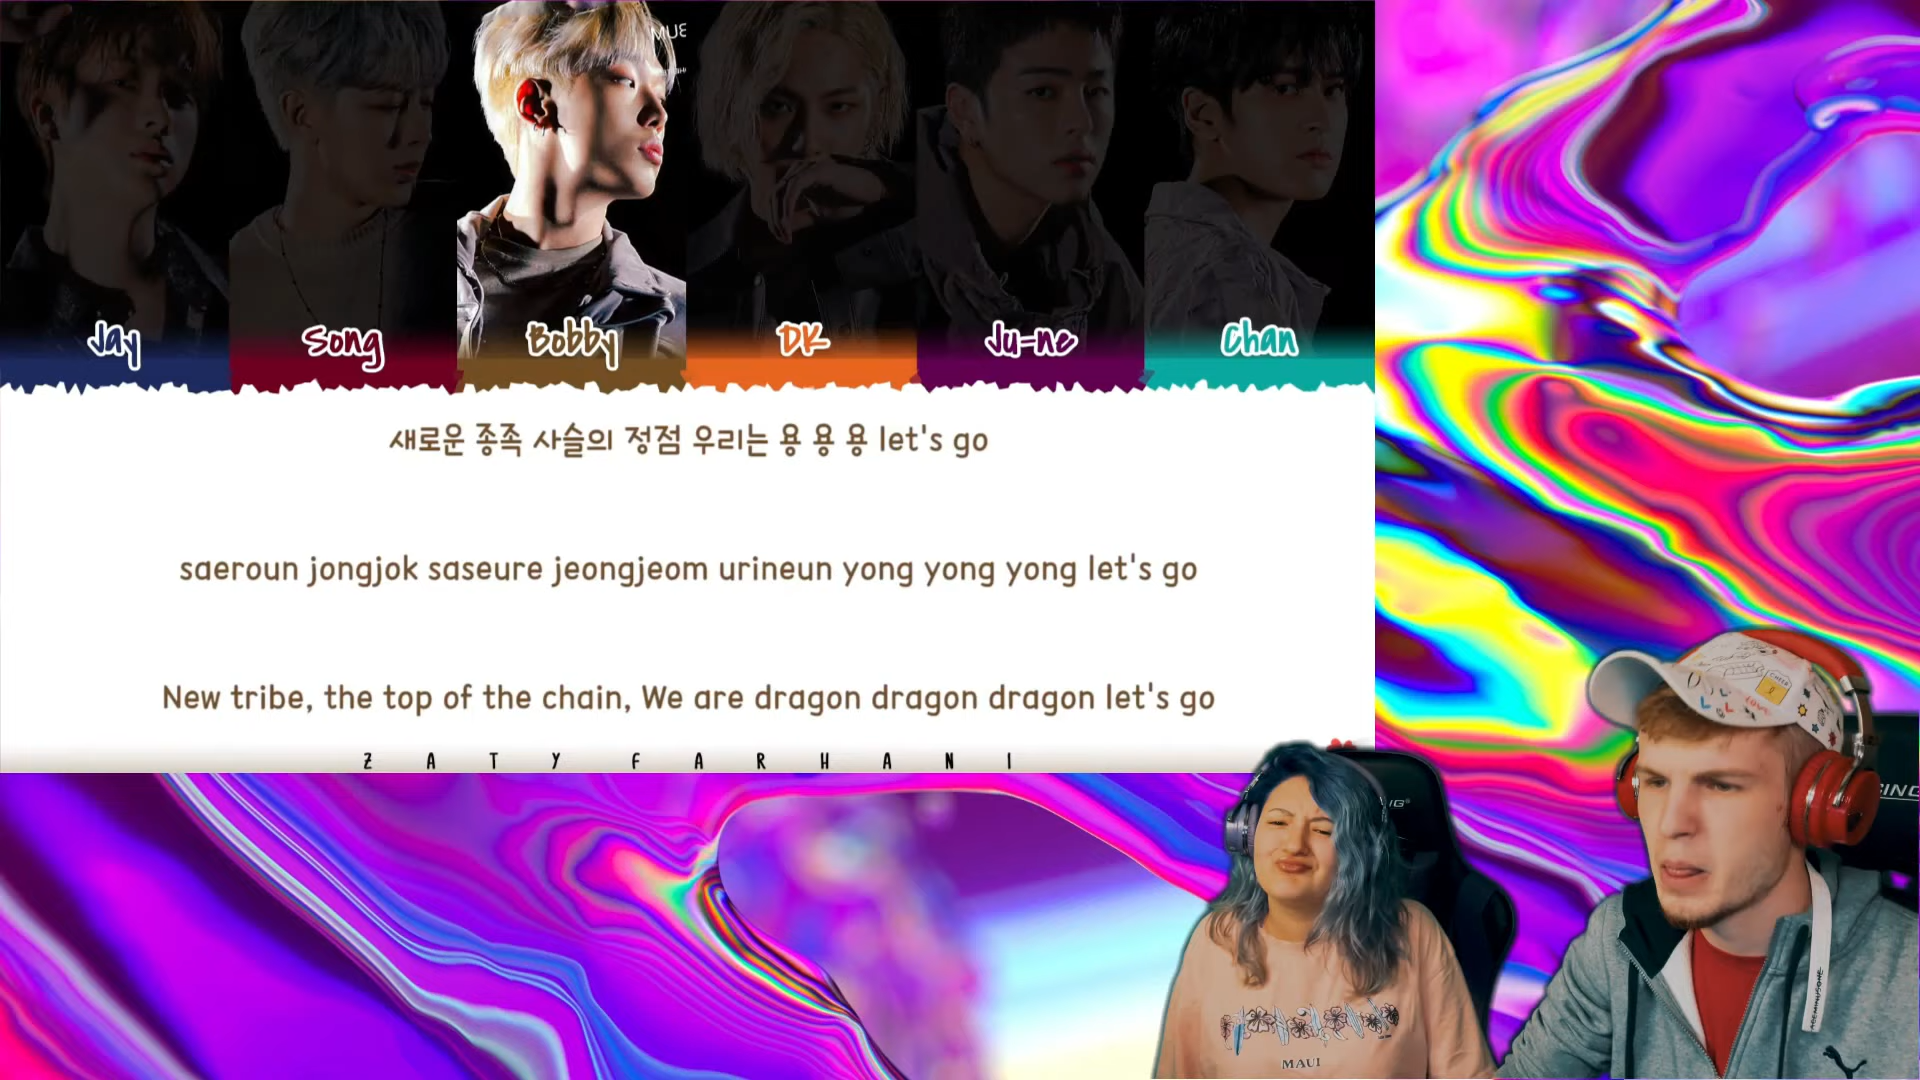 Jay
Song
Bobby
DK
Ju-ne
Chan
새로운 종족 사슬의 정점 우리는 용 용 용 let's go
saeroun jongjok saseure jeongjeom urineun yong yong yong let's go
New tribe, the top of the chain, We are dragon dragon dragon let's go
ZATY FARHANI
MAUI